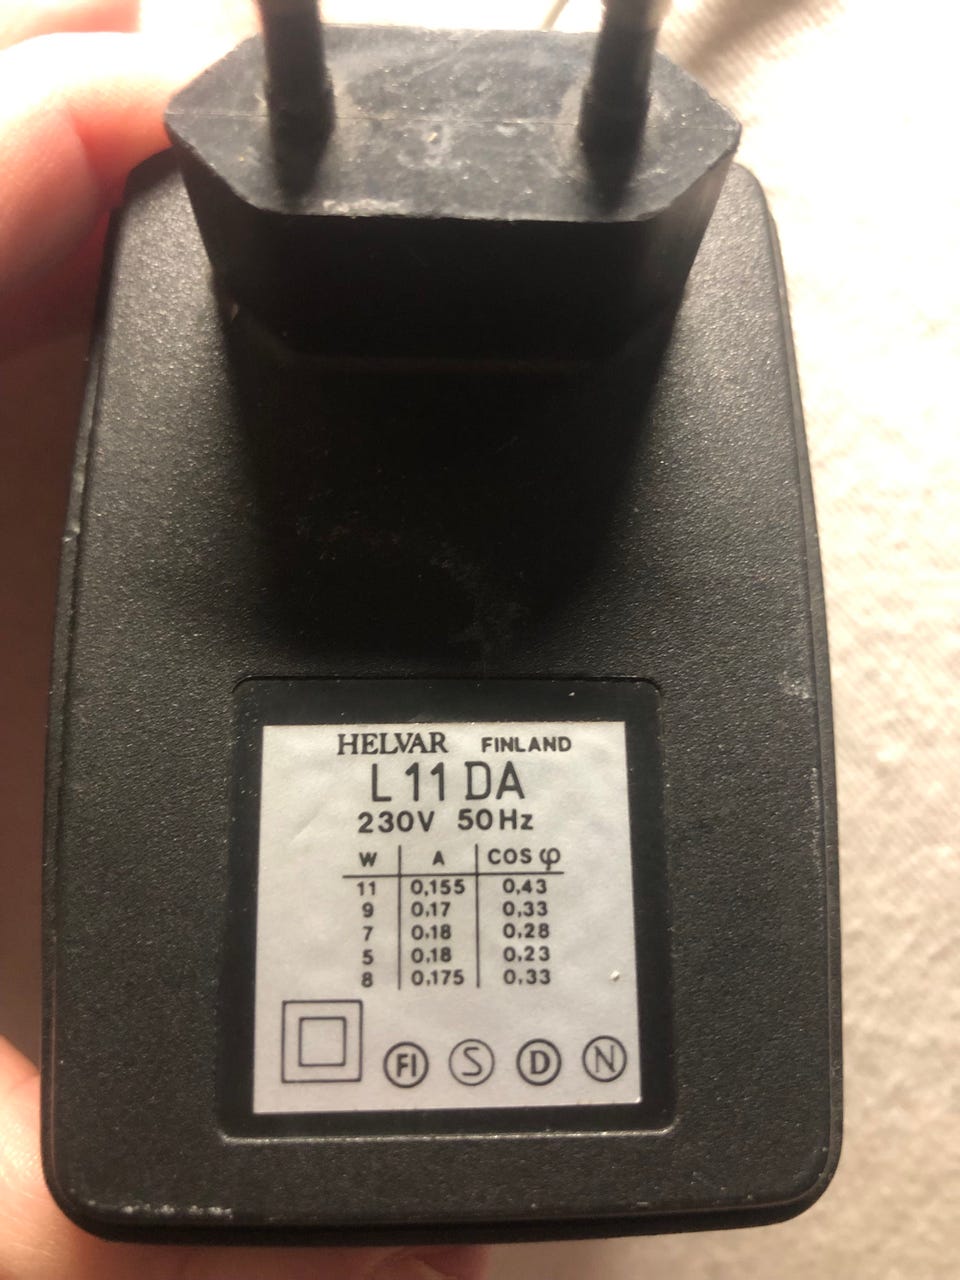 HELVAR FINLAND
L 11 DA
230V 50Hz
W A COS φ
11 0,155 0,43
9 0,17 0,33
7 0,18 0,28
5 0,18 0,23
8 0,175 0,33
FI S D N